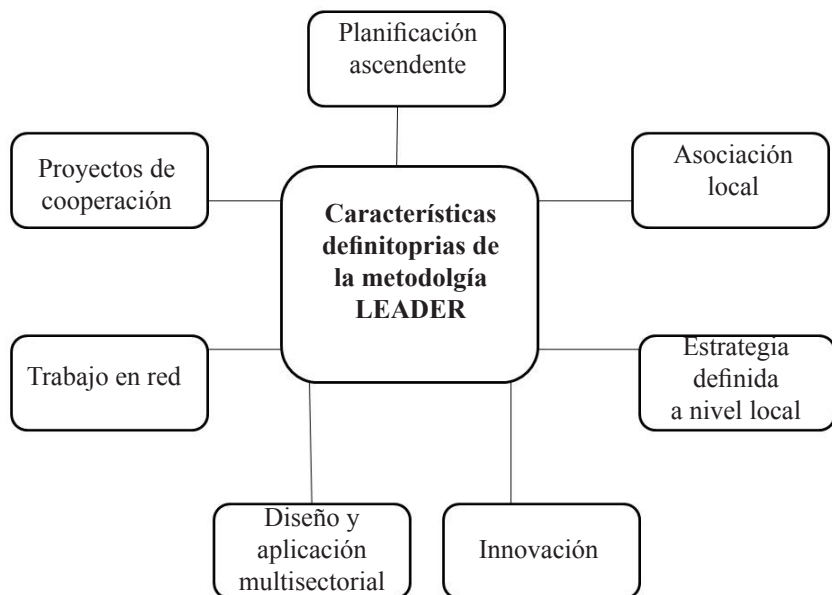 Planificación
ascendente
Proyectos de
cooperación
Asociación
local
Característísticas
definitoprias de
la metodolgía
LEADER
Trabajo en red
Estrategia
definida
a nivel local
Diseño y
aplicación
multisectorial
Innovación